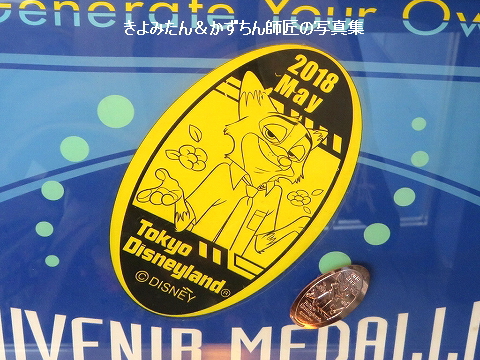 Generate Your Ow
きよみたん＆かずちん師匠の写真集
2018
May
Tokyo
Disneyland®
©DISNEY
UVENIR MEDALLI